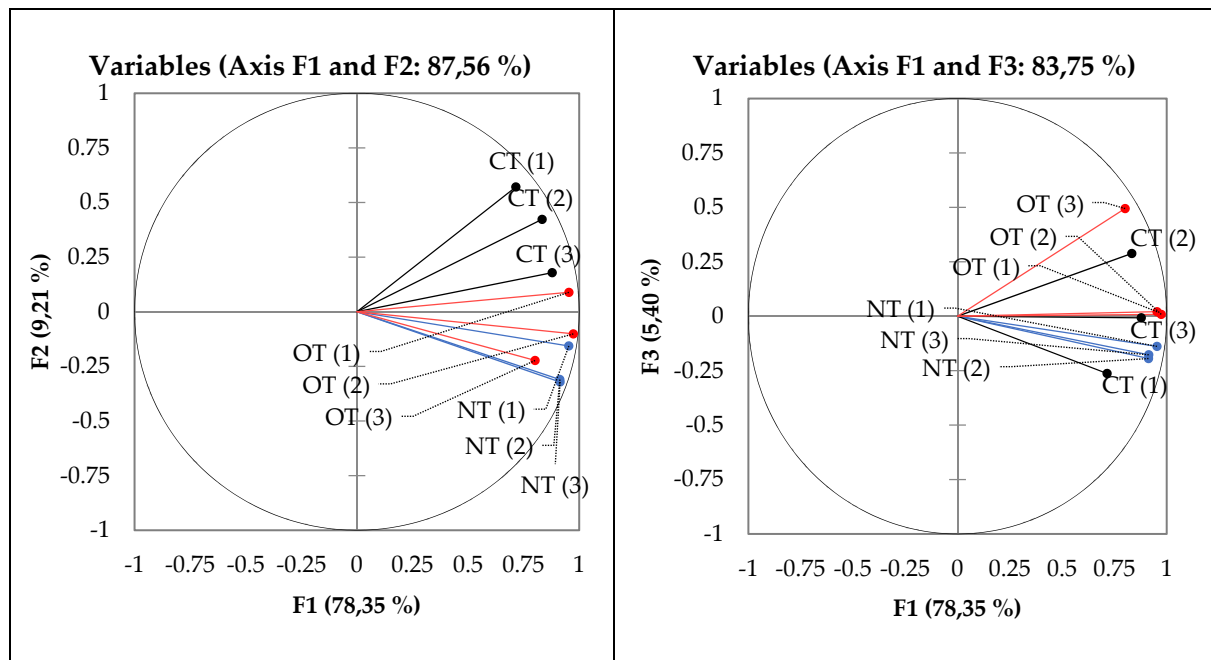 Variables (Axis F1 and F2: 87,56 %)
1
0.75
0.5
0.25
0
-0.25
-0.5
-0.75
-1
F2 (9,21 %)
CT (1)
CT (2)
CT (3)
OT (1)
OT (2)
OT (3)
NT (1)
NT (2)
NT (3)
-1 -0.75 -0.5 -0.25 0 0.25 0.5 0.75 1
F1 (78,35 %)
Variables (Axis F1 and F3: 83,75 %)
1
0.75
0.5
0.25
0
-0.25
-0.5
-0.75
-1
F3 (5,40 %)
OT (3)
OT (2)
CT (2)
OT (1)
NT (1)
NT (3)
CT (3)
NT (2)
CT (1)
-1 -0.75 -0.5 -0.25 0 0.25 0.5 0.75 1
F1 (78,35 %)